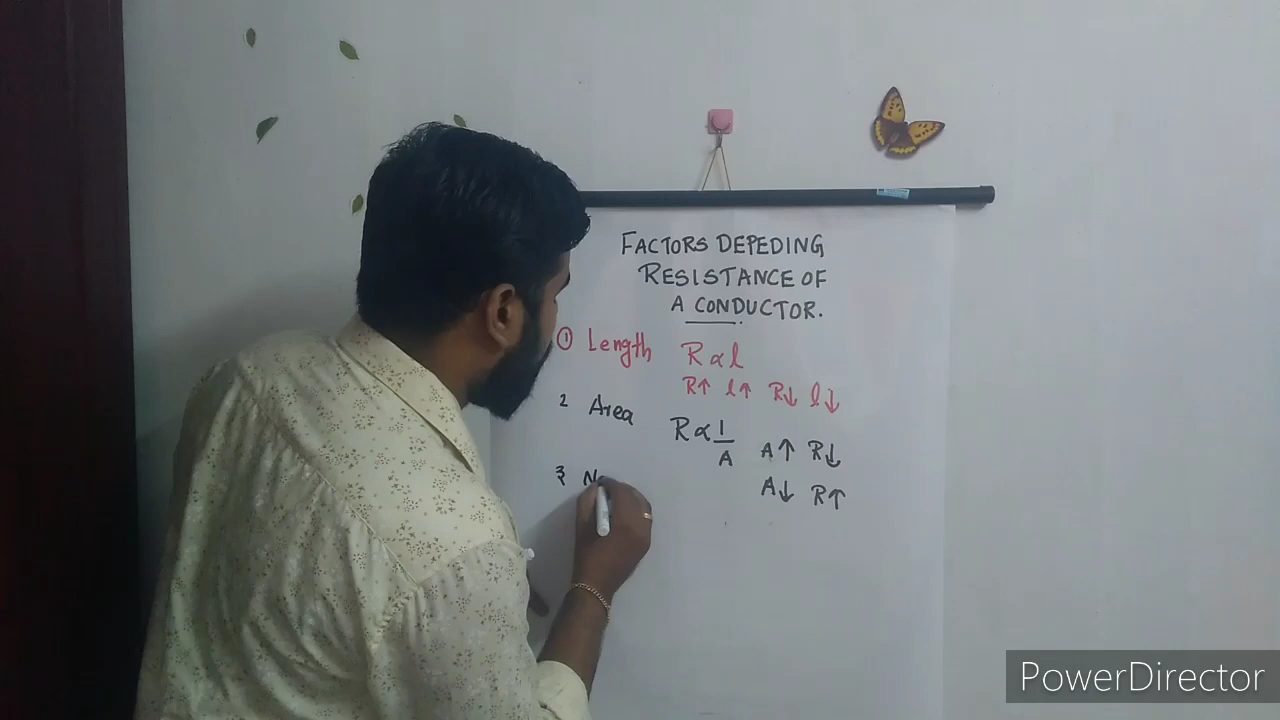 FACTORS DEPEDING
RESISTANCE OF
A CONDUCTOR.
① Length R ∝ l
R↑ l↑ R↓ l↓
2 Area R ∝ 1/A A↑ R↓
A↓ R↑
3 N
PowerDirector